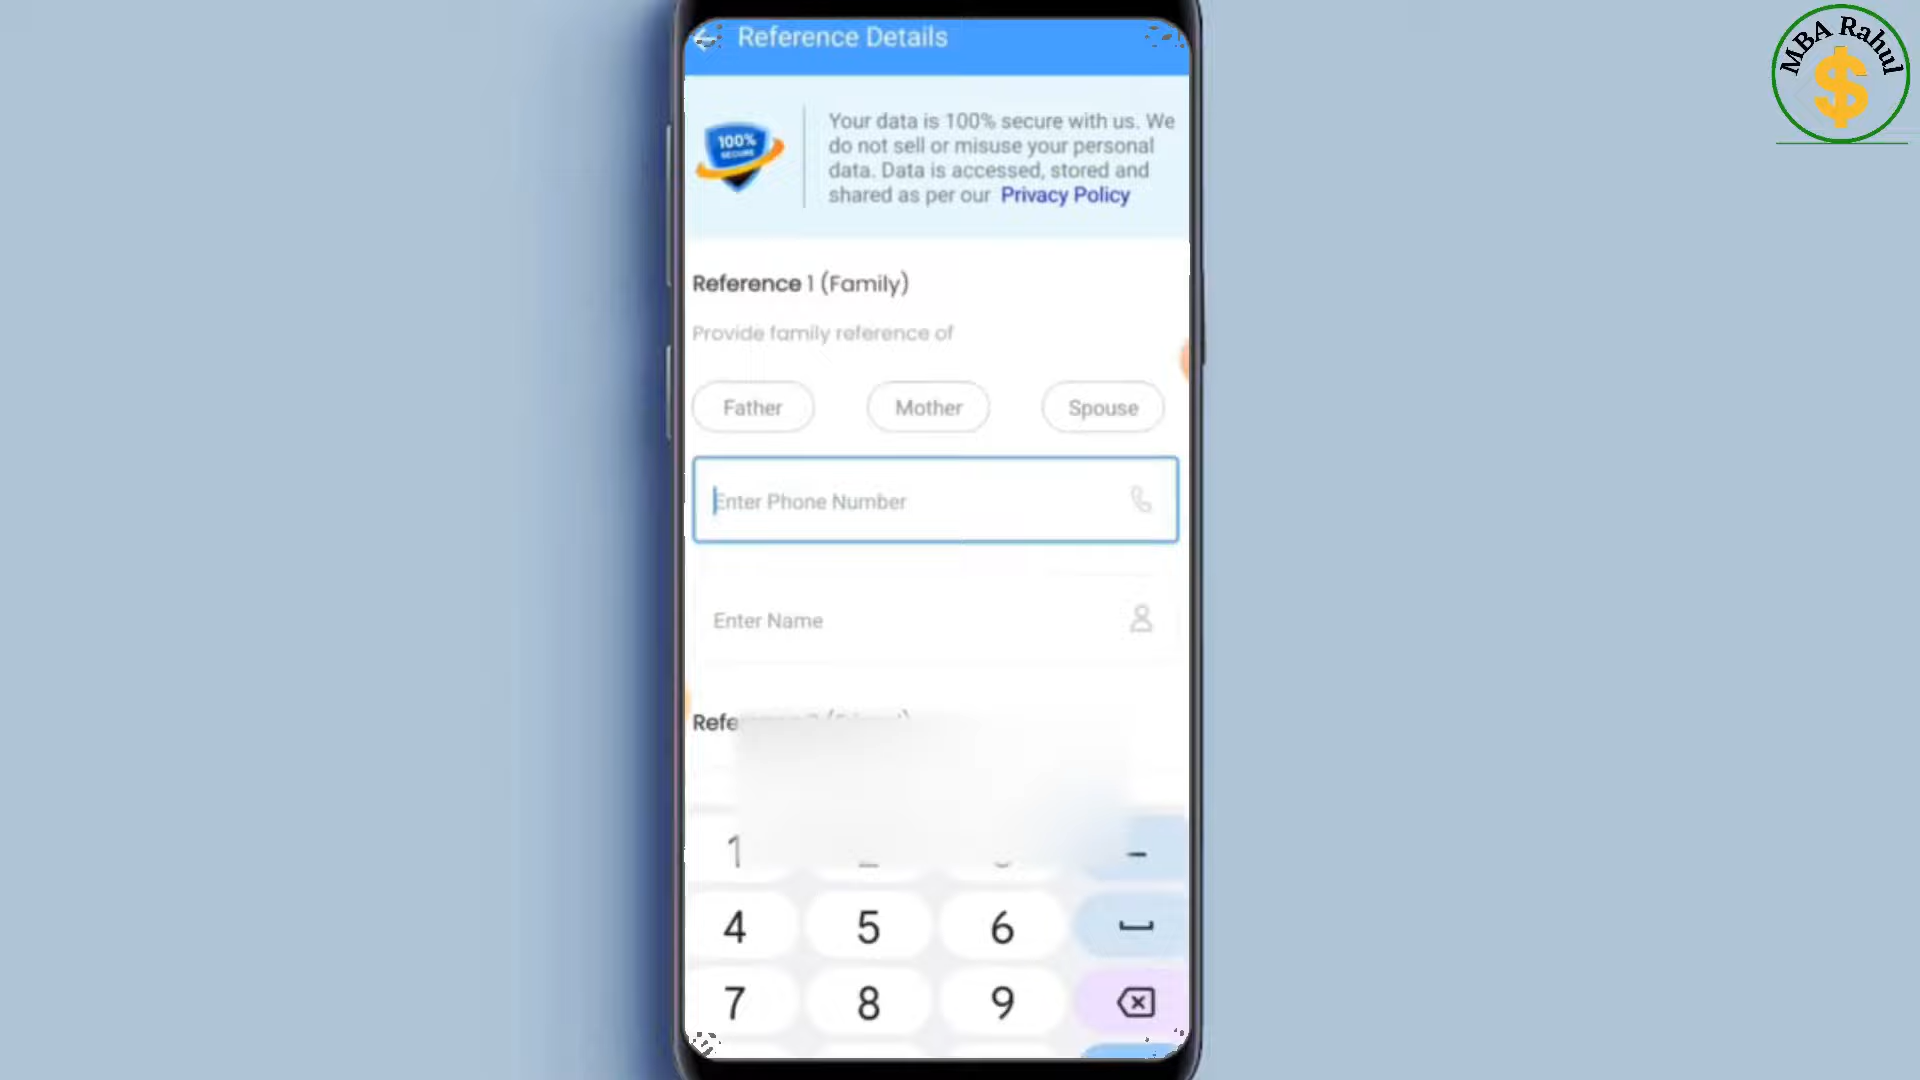 MBA Rahul
Reference Details
100%
SECURE
Your data is 100% secure with us. We
do not sell or misuse your personal
data. Data is accessed, stored and
shared as per our Privacy Policy
Reference 1 (Family)
Provide family reference of
Father Mother Spouse
Enter Phone Number
Enter Name
1 -
4 5 6
7 8 9